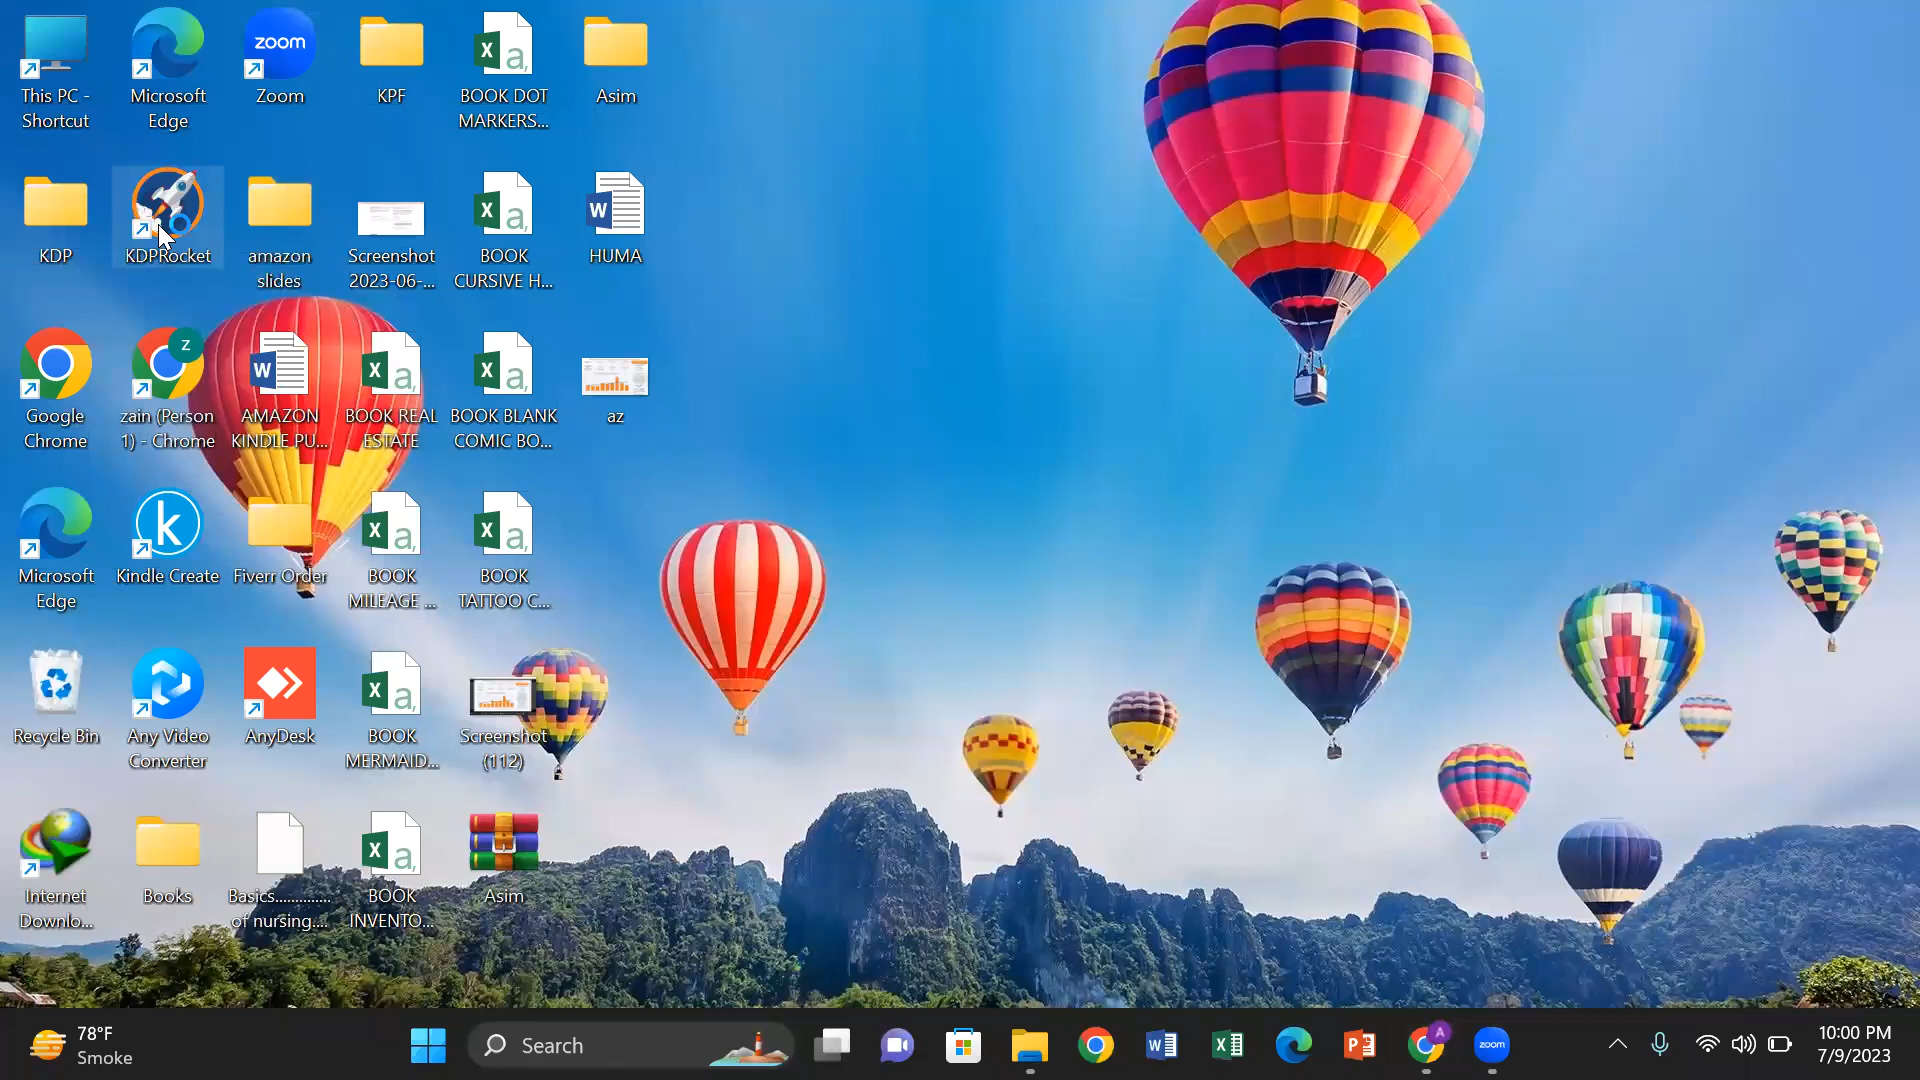 This PC -
Shortcut
Microsoft
Edge
zoom
Zoom
KPF
BOOK DOT
MARKERS...
Asim
KDP
KDPRocket
amazon
slides
Screenshot
2023-06-...
BOOK
CURSIVE H...
HUMA
Google
Chrome
zain (Person
1) - Chrome
AMAZON
KINDLE PU...
BOOK REAL
ESTATE
BOOK BLANK
COMIC BO...
az
Microsoft
Edge
Kindle Create
Fiverr Order
BOOK
MILEAGE ...
BOOK
TATTOO C...
Recycle Bin
Any Video
Converter
AnyDesk
BOOK
MERMAID...
Screenshot
(112)
Internet
Downlo...
Books
Basics..............
of nursing....
BOOK
INVENTO...
Asim
78°F
Smoke
Search
zoom
10:00 PM
7/9/2023